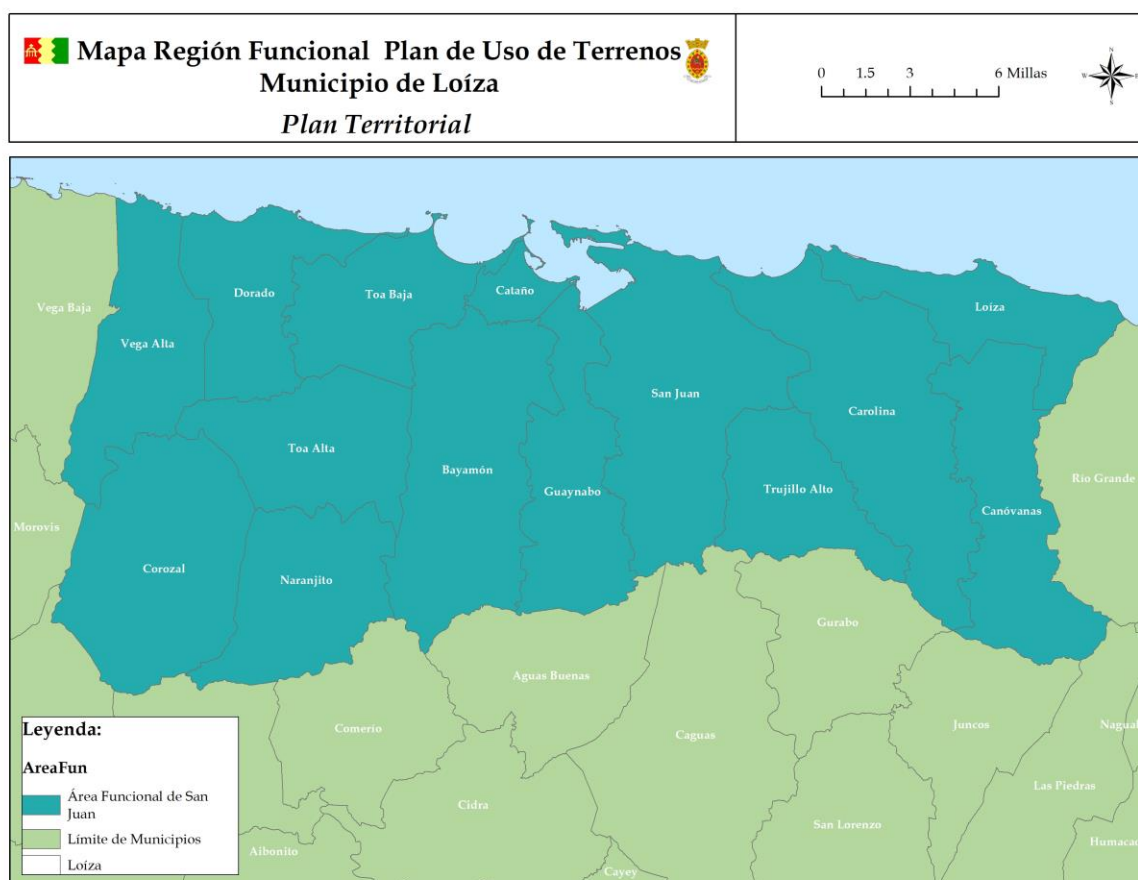 Mapa Región Funcional Plan de Uso de Terrenos
Municipio de Loíza
Plan Territorial
0 1.5 3 6 Millas
N
W E
S
Vega Baja
Dorado
Toa Baja
Cataño
Loíza
Vega Alta
San Juan
Carolina
Toa Alta
Bayamón
Guaynabo
Trujillo Alto
Río Grande
Canóvanas
Morovis
Corozal
Naranjito
Gurabo
Aguas Buenas
Comerío
Caguas
Juncos
Naguab
Las Piedras
Cidra
San Lorenzo
Humacao
Aibonito
Cayey
Leyenda:
AreaFun
Área Funcional de San
Juan
Límite de Municipios
Loíza